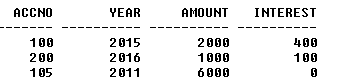 ACCNO YEAR AMOUNT INTEREST
---------- ---------- ---------- ----------
100 2015 2000 400
200 2016 1000 100
105 2011 6000 0